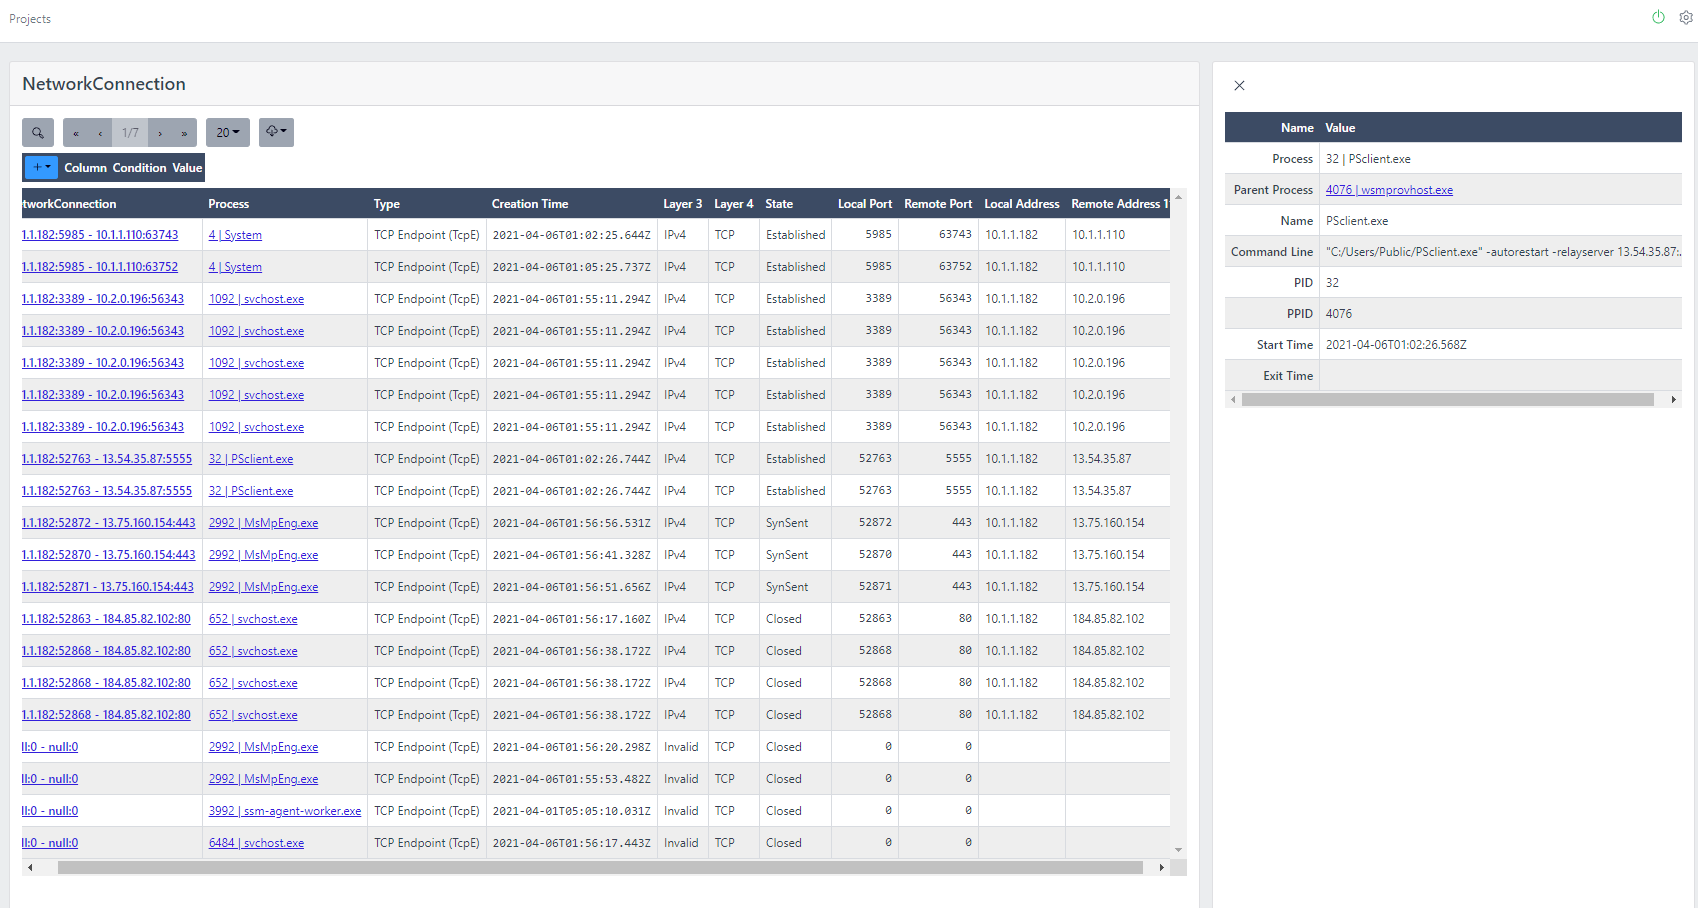 Projects
NetworkConnection
« ‹ 1/7 › » 20
+ Column Condition Value
tworkConnection Process Type Creation Time Layer 3 Layer 4 State Local Port Remote Port Local Address Remote Address
1.1.182:5985 - 10.1.1.110:63743 4 | System TCP Endpoint (TcpE) 2021-04-06T01:02:25.644Z IPv4 TCP Established 5985 63743 10.1.1.182 10.1.1.110
1.1.182:5985 - 10.1.1.110:63752 4 | System TCP Endpoint (TcpE) 2021-04-06T01:05:25.737Z IPv4 TCP Established 5985 63752 10.1.1.182 10.1.1.110
1.1.182:3389 - 10.2.0.196:56343 1092 | svchost.exe TCP Endpoint (TcpE) 2021-04-06T01:55:11.294Z IPv4 TCP Established 3389 56343 10.1.1.182 10.2.0.196
1.1.182:3389 - 10.2.0.196:56343 1092 | svchost.exe TCP Endpoint (TcpE) 2021-04-06T01:55:11.294Z IPv4 TCP Established 3389 56343 10.1.1.182 10.2.0.196
1.1.182:3389 - 10.2.0.196:56343 1092 | svchost.exe TCP Endpoint (TcpE) 2021-04-06T01:55:11.294Z IPv4 TCP Established 3389 56343 10.1.1.182 10.2.0.196
1.1.182:3389 - 10.2.0.196:56343 1092 | svchost.exe TCP Endpoint (TcpE) 2021-04-06T01:55:11.294Z IPv4 TCP Established 3389 56343 10.1.1.182 10.2.0.196
1.1.182:3389 - 10.2.0.196:56343 1092 | svchost.exe TCP Endpoint (TcpE) 2021-04-06T01:55:11.294Z IPv4 TCP Established 3389 56343 10.1.1.182 10.2.0.196
1.1.182:52763 - 13.54.35.87:5555 32 | PSclient.exe TCP Endpoint (TcpE) 2021-04-06T01:02:26.744Z IPv4 TCP Established 52763 5555 10.1.1.182 13.54.35.87
1.1.182:52763 - 13.54.35.87:5555 32 | PSclient.exe TCP Endpoint (TcpE) 2021-04-06T01:02:26.744Z IPv4 TCP Established 52763 5555 10.1.1.182 13.54.35.87
1.1.182:52872 - 13.75.160.154:443 2992 | MsMpEng.exe TCP Endpoint (TcpE) 2021-04-06T01:56:56.531Z IPv4 TCP SynSent 52872 443 10.1.1.182 13.75.160.154
1.1.182:52870 - 13.75.160.154:443 2992 | MsMpEng.exe TCP Endpoint (TcpE) 2021-04-06T01:56:41.328Z IPv4 TCP SynSent 52870 443 10.1.1.182 13.75.160.154
1.1.182:52871 - 13.75.160.154:443 2992 | MsMpEng.exe TCP Endpoint (TcpE) 2021-04-06T01:56:51.656Z IPv4 TCP SynSent 52871 443 10.1.1.182 13.75.160.154
1.1.182:52863 - 184.85.82.102:80 652 | svchost.exe TCP Endpoint (TcpE) 2021-04-06T01:56:17.160Z IPv4 TCP Closed 52863 80 10.1.1.182 184.85.82.102
1.1.182:52868 - 184.85.82.102:80 652 | svchost.exe TCP Endpoint (TcpE) 2021-04-06T01:56:38.172Z IPv4 TCP Closed 52868 80 10.1.1.182 184.85.82.102
1.1.182:52868 - 184.85.82.102:80 652 | svchost.exe TCP Endpoint (TcpE) 2021-04-06T01:56:38.172Z IPv4 TCP Closed 52868 80 10.1.1.182 184.85.82.102
1.1.182:52868 - 184.85.82.102:80 652 | svchost.exe TCP Endpoint (TcpE) 2021-04-06T01:56:38.172Z IPv4 TCP Closed 52868 80 10.1.1.182 184.85.82.102
ll:0 - null:0 2992 | MsMpEng.exe TCP Endpoint (TcpE) 2021-04-06T01:56:20.298Z Invalid TCP Closed 0 0
ll:0 - null:0 2992 | MsMpEng.exe TCP Endpoint (TcpE) 2021-04-06T01:55:53.482Z Invalid TCP Closed 0 0
ll:0 - null:0 3992 | ssm-agent-worker.exe TCP Endpoint (TcpE) 2021-04-01T05:05:10.031Z Invalid TCP Closed 0 0
ll:0 - null:0 6484 | svchost.exe TCP Endpoint (TcpE) 2021-04-06T01:56:17.443Z Invalid TCP Closed 0 0
Name Value
Process 32 | PSclient.exe
Parent Process 4076 | wsmprovhost.exe
Name PSclient.exe
Command Line "C:/Users/Public/PSclient.exe" -autorestart -relayserver 13.54.35.87:
PID 32
PPID 4076
Start Time 2021-04-06T01:02:26.568Z
Exit Time